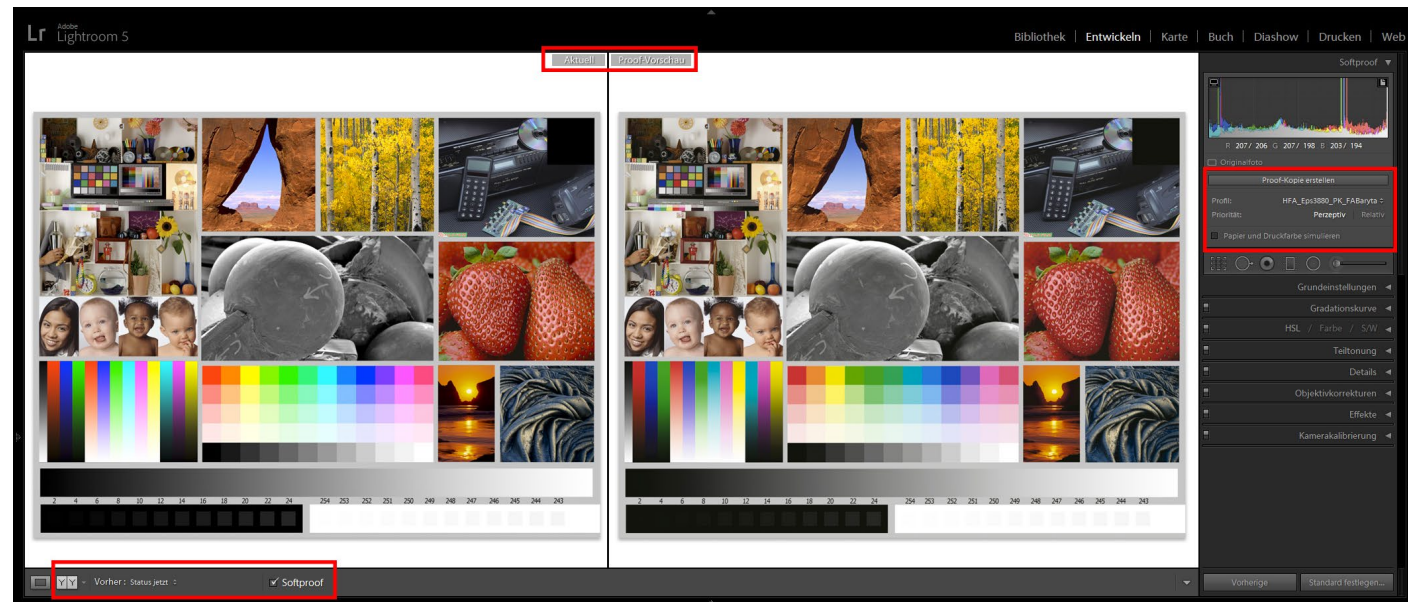 Lr Adobe Lightroom 5
Bibliothek | Entwickeln | Karte | Buch | Diashow | Drucken | Web
Aktuell Proof-Vorschau
Softproof
R 207 / 206 G 207 / 198 B 203 / 194
Originalfoto
Proof-Kopie erstellen
Profil: HFA_Eps3880_PK_FABaryta
Priorität: Perzeptiv Relativ
Papier und Druckfarbe simulieren
Grundeinstellungen
Gradationskurve
HSL / Farbe / S/W
Teiltonung
Details
Objektivkorrekturen
Effekte
Kamerakalibrierung
2 4 6 8 10 12 14 16 18 20 22 24 254 253 252 251 250 249 248 247 246 245 244 243
2 4 6 8 10 12 14 16 18 20 22 24 254 253 252 251 250 249 248 247 246 245 244 243
YY Vorher : Status jetzt Softproof
Vorherige Standard festlegen...